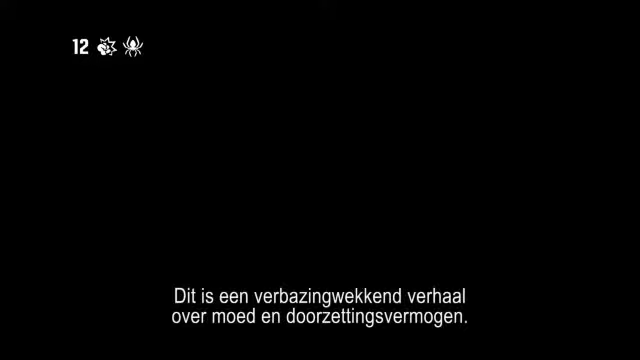 12
Dit is een verbazingwekkend verhaal
over moed en doorzettingsvermogen.